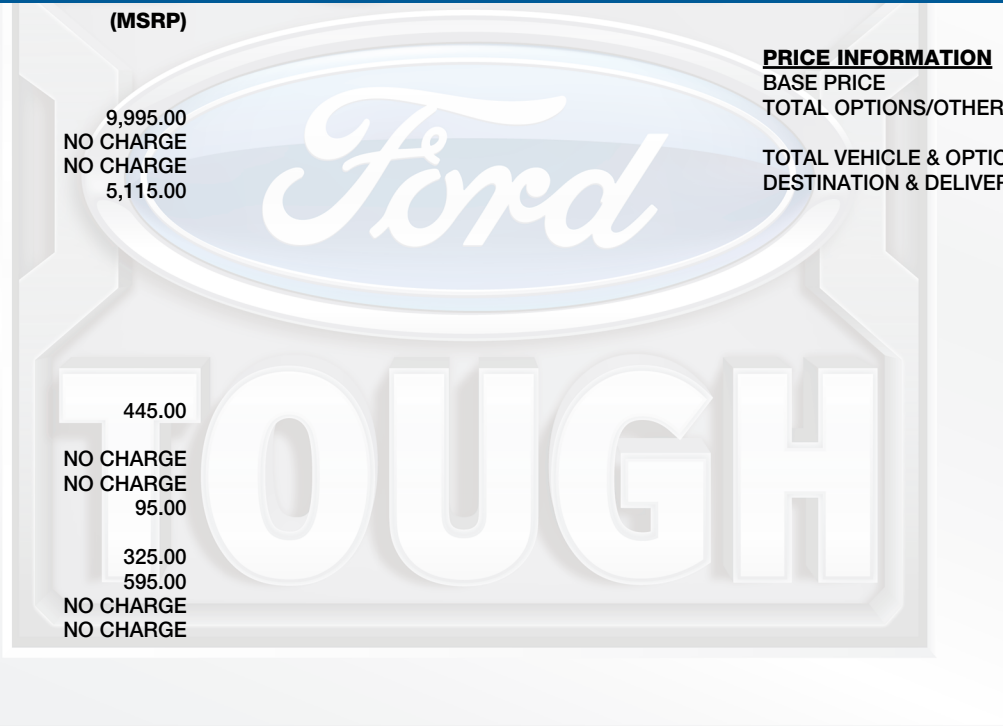 (MSRP)
9,995.00
NO CHARGE
NO CHARGE
5,115.00
445.00
NO CHARGE
NO CHARGE
95.00
325.00
595.00
NO CHARGE
NO CHARGE
PRICE INFORMATION
BASE PRICE
TOTAL OPTIONS/OTHER
TOTAL VEHICLE & OPTIO
DESTINATION & DELIVER
Ford
TOUGH